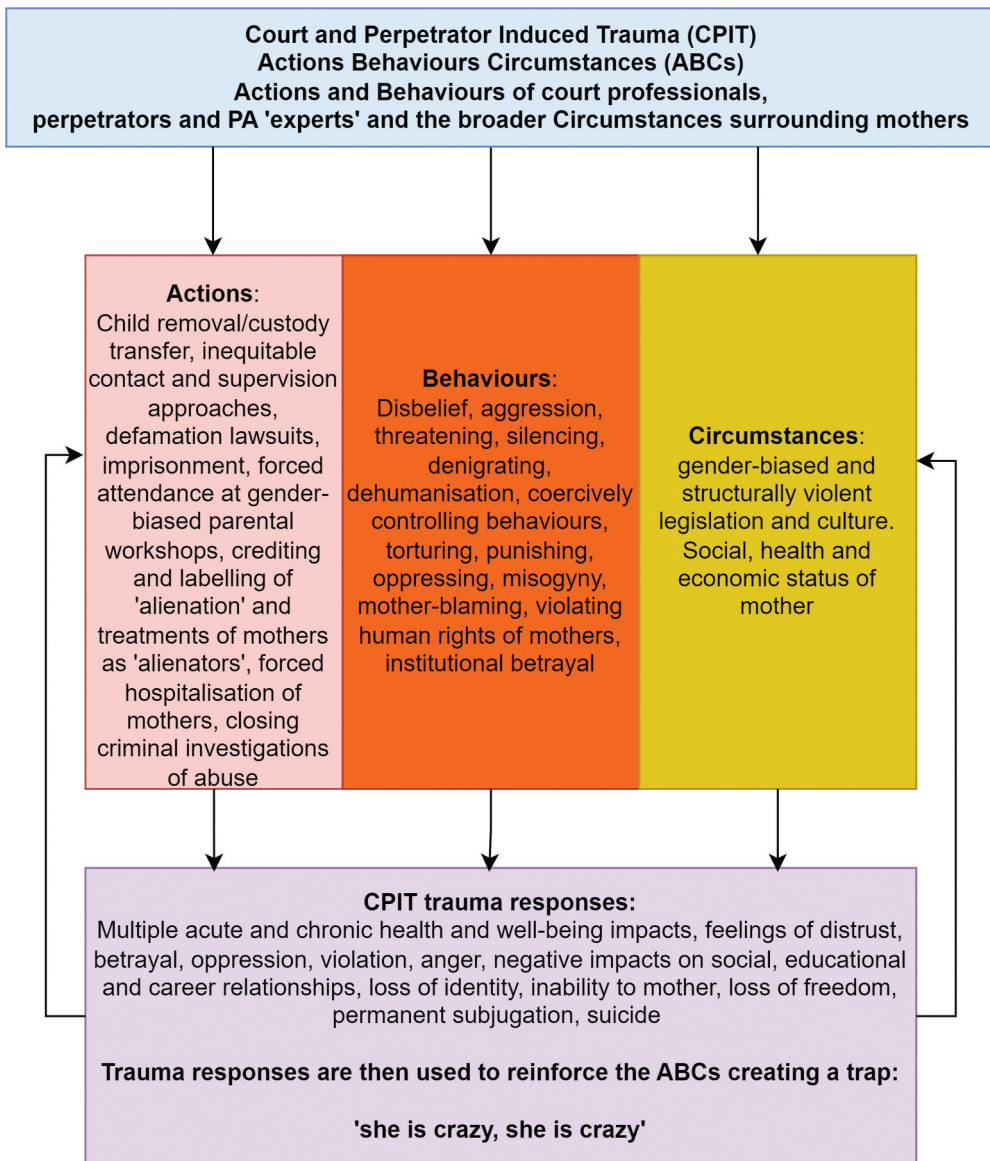 Court and Perpetrator Induced Trauma (CPIT)
Actions Behaviours Circumstances (ABCs)
Actions and Behaviours of court professionals,
perpetrators and PA 'experts' and the broader Circumstances surrounding mothers
Actions:
Child removal/custody
transfer, inequitable
contact and supervision
approaches,
defamation lawsuits,
imprisonment, forced
attendance at gender-
biased parental
workshops, crediting
and labelling of
'alienation' and
treatments of mothers
as 'alienators', forced
hospitalisation of
mothers, closing
criminal investigations
of abuse
Behaviours:
Disbelief, aggression,
threatening, silencing,
denigrating,
dehumanisation, coercively
controlling behaviours,
torturing, punishing,
oppressing, misogyny,
mother-blaming, violating
human rights of mothers,
institutional betrayal
Circumstances:
gender-biased and
structurally violent
legislation and culture.
Social, health and
economic status of
mother
CPIT trauma responses:
Multiple acute and chronic health and well-being impacts, feelings of distrust,
betrayal, oppression, violation, anger, negative impacts on social, educational
and career relationships, loss of identity, inability to mother, loss of freedom,
permanent subjugation, suicide
Trauma responses are then used to reinforce the ABCs creating a trap:
'she is crazy, she is crazy'